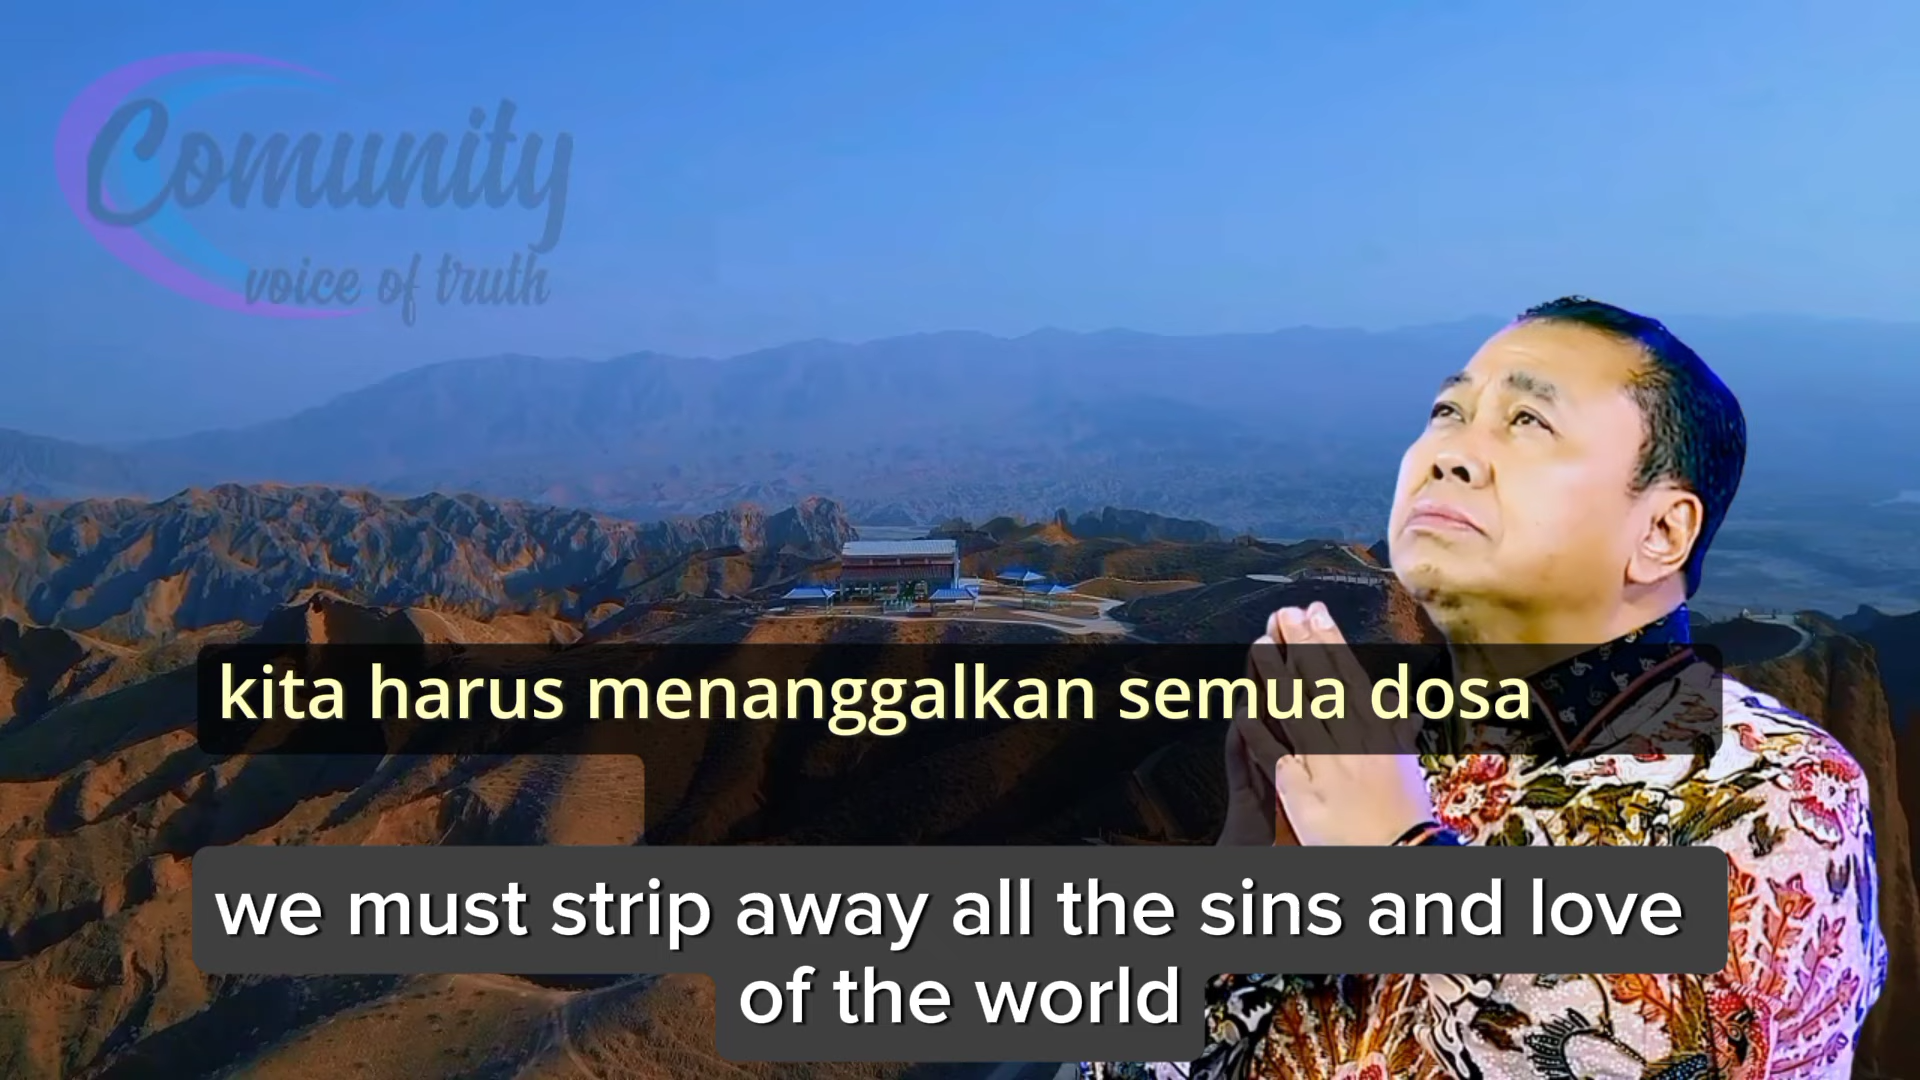 Comunity
voice of truth
kita harus menanggalkan semua dosa
we must strip away all the sins and love
of the world